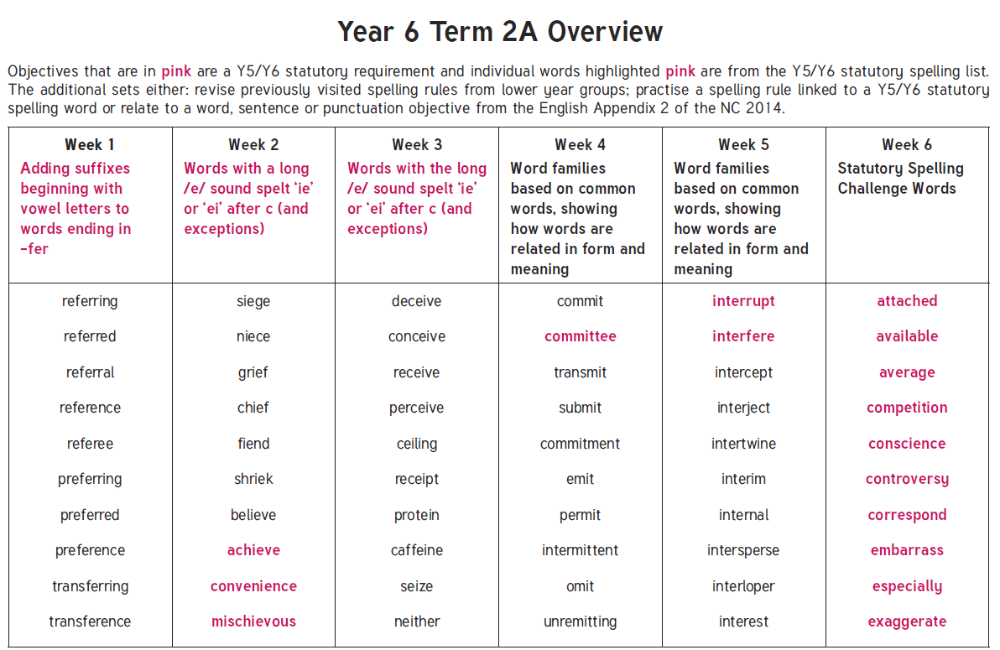 Year 6 Term 2A Overview
Objectives that are in pink are a Y5/Y6 statutory requirement and individual words highlighted pink are from the Y5/Y6 statutory spelling list.
The additional sets either: revise previously visited spelling rules from lower year groups; practise a spelling rule linked to a Y5/Y6 statutory
spelling word or relate to a word, sentence or punctuation objective from the English Appendix 2 of the NC 2014.
Week 1
Adding suffixes
beginning with
vowel letters to
words ending in
–fer
Week 2
Words with a long
/e/ sound spelt ‘ie’
or ‘ei’ after c (and
exceptions)
Week 3
Words with the long
/e/ sound spelt ‘ie’
or ‘ei’ after c (and
exceptions)
Week 4
Word families
based on common
words, showing
how words are
related in form and
meaning
Week 5
Word families
based on common
words, showing
how words are
related in form and
meaning
Week 6
Statutory Spelling
Challenge Words
referring siege deceive commit interrupt attached
referred niece conceive committee interfere available
referral grief receive transmit intercept average
reference chief perceive submit interject competition
referee fiend ceiling commitment intertwine conscience
preferring shriek receipt emit interim controversy
preferred believe protein permit internal correspond
preference achieve caffeine intermittent intersperse embarrass
transferring convenience seize omit interloper especially
transference mischievous neither unremitting interest exaggerate